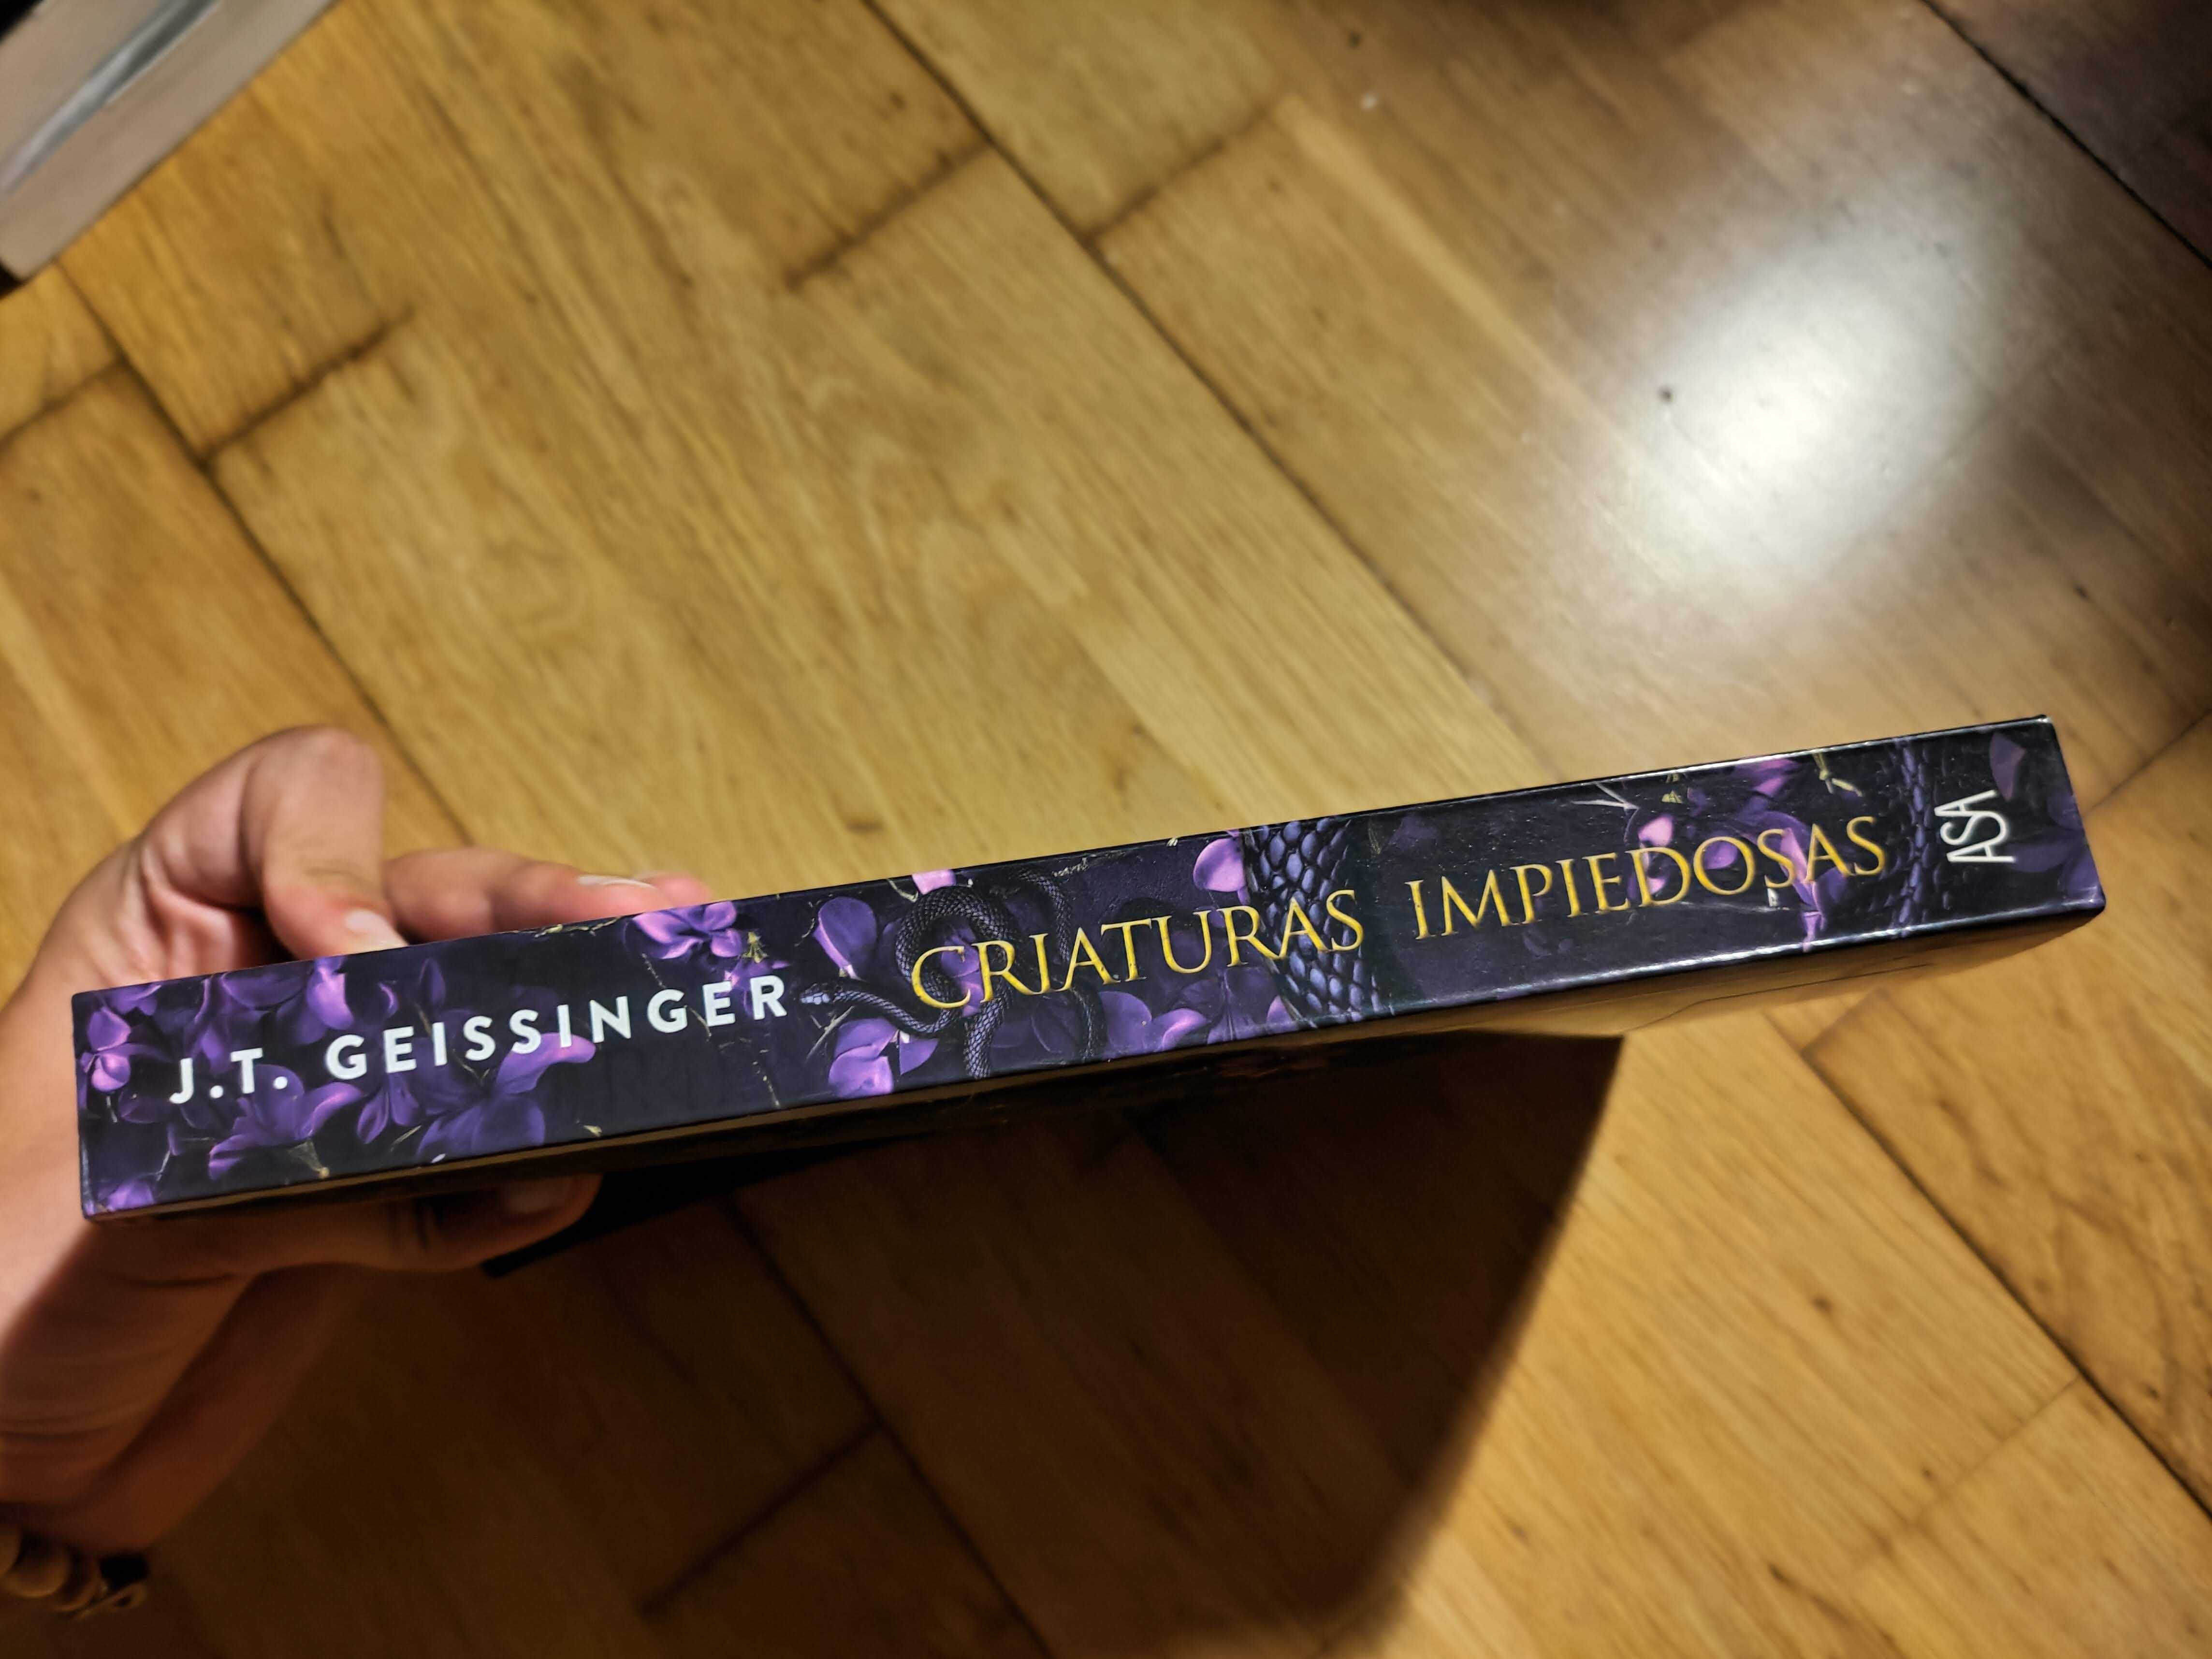 J.T. GEISSINGER
CRIATURAS IMPIEDOSAS
ASA